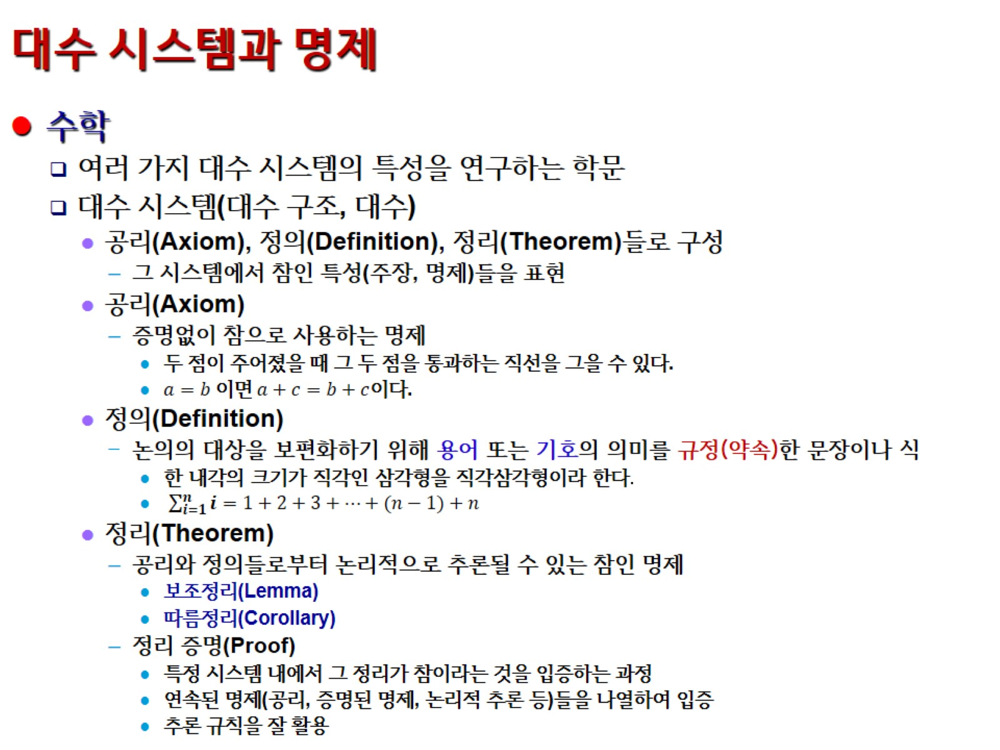 대수 시스템과 명제
수학
여러 가지 대수 시스템의 특성을 연구하는 학문
대수 시스템(대수 구조, 대수)
공리(Axiom), 정의(Definition), 정리(Theorem)들로 구성
– 그 시스템에서 참인 특성(주장, 명제)들을 표현
공리(Axiom)
– 증명없이 참으로 사용하는 명제
두 점이 주어졌을 때 그 두 점을 통과하는 직선을 그을 수 있다.
a = b 이면 a + c = b + c이다.
정의(Definition)
– 논의의 대상을 보편화하기 위해 용어 또는 기호의 의미를 규정(약속)한 문장이나 식
한 내각의 크기가 직각인 삼각형을 직각삼각형이라 한다.
∑ⁿᵢ₌₁ i = 1 + 2 + 3 + ⋯ + (n − 1) + n
정리(Theorem)
– 공리와 정의들로부터 논리적으로 추론될 수 있는 참인 명제
보조정리(Lemma)
따름정리(Corollary)
– 정리 증명(Proof)
특정 시스템 내에서 그 정리가 참이라는 것을 입증하는 과정
연속된 명제(공리, 증명된 명제, 논리적 추론 등)들을 나열하여 입증
추론 규칙을 잘 활용